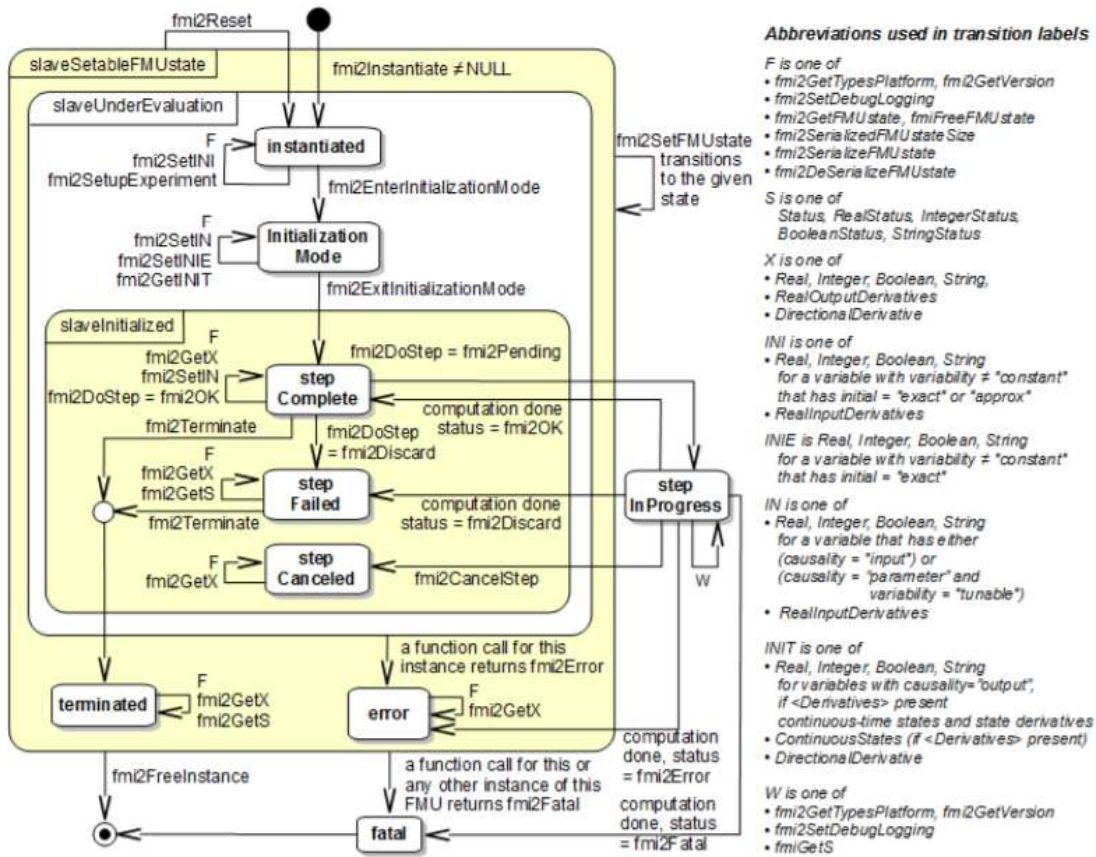 fmi2Reset
slaveSetableFMUstate
fmi2Instantiate ≠ NULL
slaveUnderEvaluation
F
fmi2SetINI
fmi2SetupExperiment
instantiated
fmi2SetFMUstate
transitions
to the given
state
fmi2EnterInitializationMode
F
fmi2SetIN
fmi2SetINIE
fmi2GetINIT
Initialization
Mode
fmi2ExitInitializationMode
slaveInitialized
F
fmi2GetX
fmi2SetIN
fmi2DoStep = fmi2OK
step
Complete
fmi2DoStep = fmi2Pending
computation done
status = fmi2OK
fmi2Terminate
fmi2DoStep
= fmi2Discard
F
fmi2GetX
fmi2GetS
step
Failed
fmi2Terminate
computation done
status = fmi2Discard
step
InProgress
W
F
fmi2GetX
step
Canceled
fmi2CancelStep
a function call for this
instance returns fmi2Error
terminated
F
fmi2GetX
fmi2GetS
error
F
fmi2GetX
computation
done, status
= fmi2Error
fmi2FreeInstance
a function call for this or
any other instance of this
FMU returns fmi2Fatal
computation
done, status
= fmi2Fatal
fatal
Abbreviations used in transition labels
F is one of
• fmi2GetTypesPlatform, fmi2GetVersion
• fmi2SetDebugLogging
• fmi2GetFMUstate, fmiFreeFMUstate
• fmi2SerializedFMUstateSize
• fmi2SerializeFMUstate
• fmi2DeSerializeFMUstate
S is one of
Status, RealStatus, IntegerStatus,
BooleanStatus, StringStatus
X is one of
• Real, Integer, Boolean, String,
• RealOutputDerivatives
• DirectionalDerivative
INI is one of
• Real, Integer, Boolean, String
for a variable with variability ≠ "constant"
that has initial = "exact" or "approx"
• RealInputDerivatives
INIE is Real, Integer, Boolean, String
for a variable with variability ≠ "constant"
that has initial = "exact"
IN is one of
• Real, Integer, Boolean, String
for a variable that has either
(causality = "input") or
(causality = "parameter" and
variability = "tunable")
• RealInputDerivatives
INIT is one of
• Real, Integer, Boolean, String
for variables with causality="output",
if <Derivatives> present
continuous-time states and state derivatives
• ContinuousStates (if <Derivatives> present)
• DirectionalDerivative
W is one of
• fmi2GetTypesPlatform, fmi2GetVersion
• fmi2SetDebugLogging
• fmiGetS